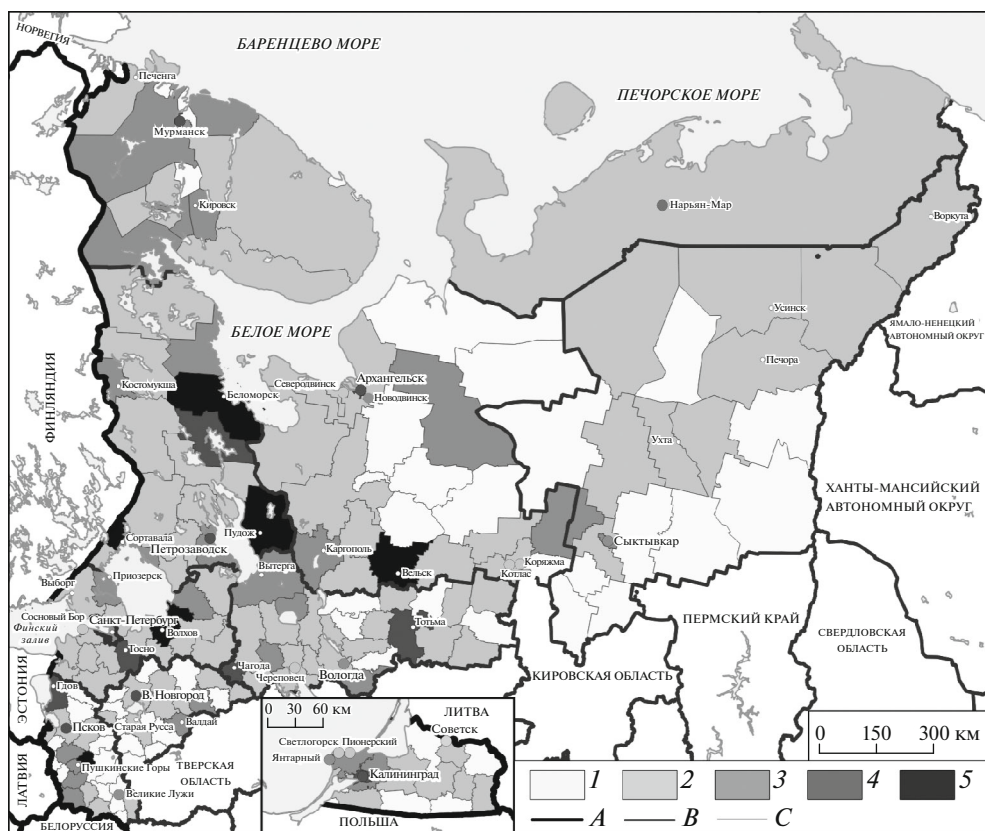 НОРВЕГИЯ
БАРЕНЦЕВО МОРЕ
Печенга
ПЕЧОРСКОЕ МОРЕ
Мурманск
Кировск
Нарьян-Мар
Воркута
Усинск
ЯМАЛО-НЕНЕЦКИЙ
АВТОНОМНЫЙ ОКРУГ
БЕЛОЕ МОРЕ
Печора
ФИНЛЯНДИЯ
Костомукша
Северодвинск
Архангельск
Беломорск
Новодвинск
Ухта
ХАНТЫ-МАНСИЙСКИЙ
АВТОНОМНЫЙ ОКРУГ
Сортавала
Пудож
Петрозаводск
Каргополь
Сыктывкар
Коряжма
Вельск
Котлас
Вытегра
Приозерск
Выборг
Сосновый Бор
Санкт-Петербург
Финский
залив
Волхов
Тотьма
ПЕРМСКИЙ КРАЙ
СВЕРДЛОВСКАЯ
ОБЛАСТЬ
Тосно
Чагода
Вологда
Череповец
КИРОВСКАЯ ОБЛАСТЬ
ЭСТОНИЯ
Гдов
В. Новгород
Псков
Старая Русса
Валдай
ЛАТВИЯ
Пушкинские Горы
ТВЕРСКАЯ
ОБЛАСТЬ
Великие Лужи
БЕЛОРУССИЯ
0 30 60 КМ
ЛИТВА
Советск
Светлогорск
Пионерский
Янтарный
Калининград
ПОЛЬША
0 150 300 КМ
1 2 3 4 5
A B C